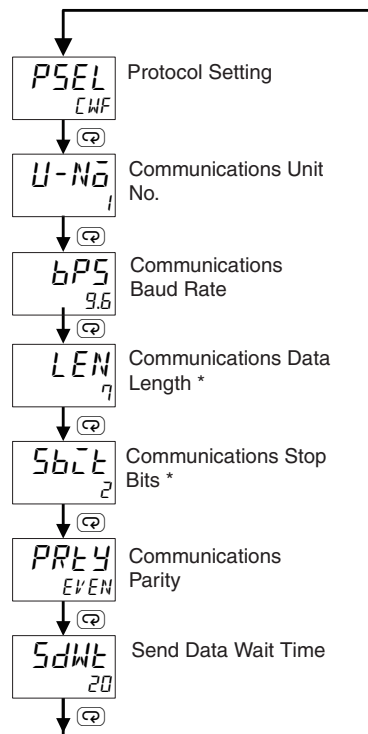 PSEL
CWF
Protocol Setting
U-No
1
Communications Unit
No.
bPS
9.6
Communications
Baud Rate
LEN
7
Communications Data
Length *
Sbit
2
Communications Stop
Bits *
PRtY
EVEN
Communications
Parity
SdWt
20
Send Data Wait Time